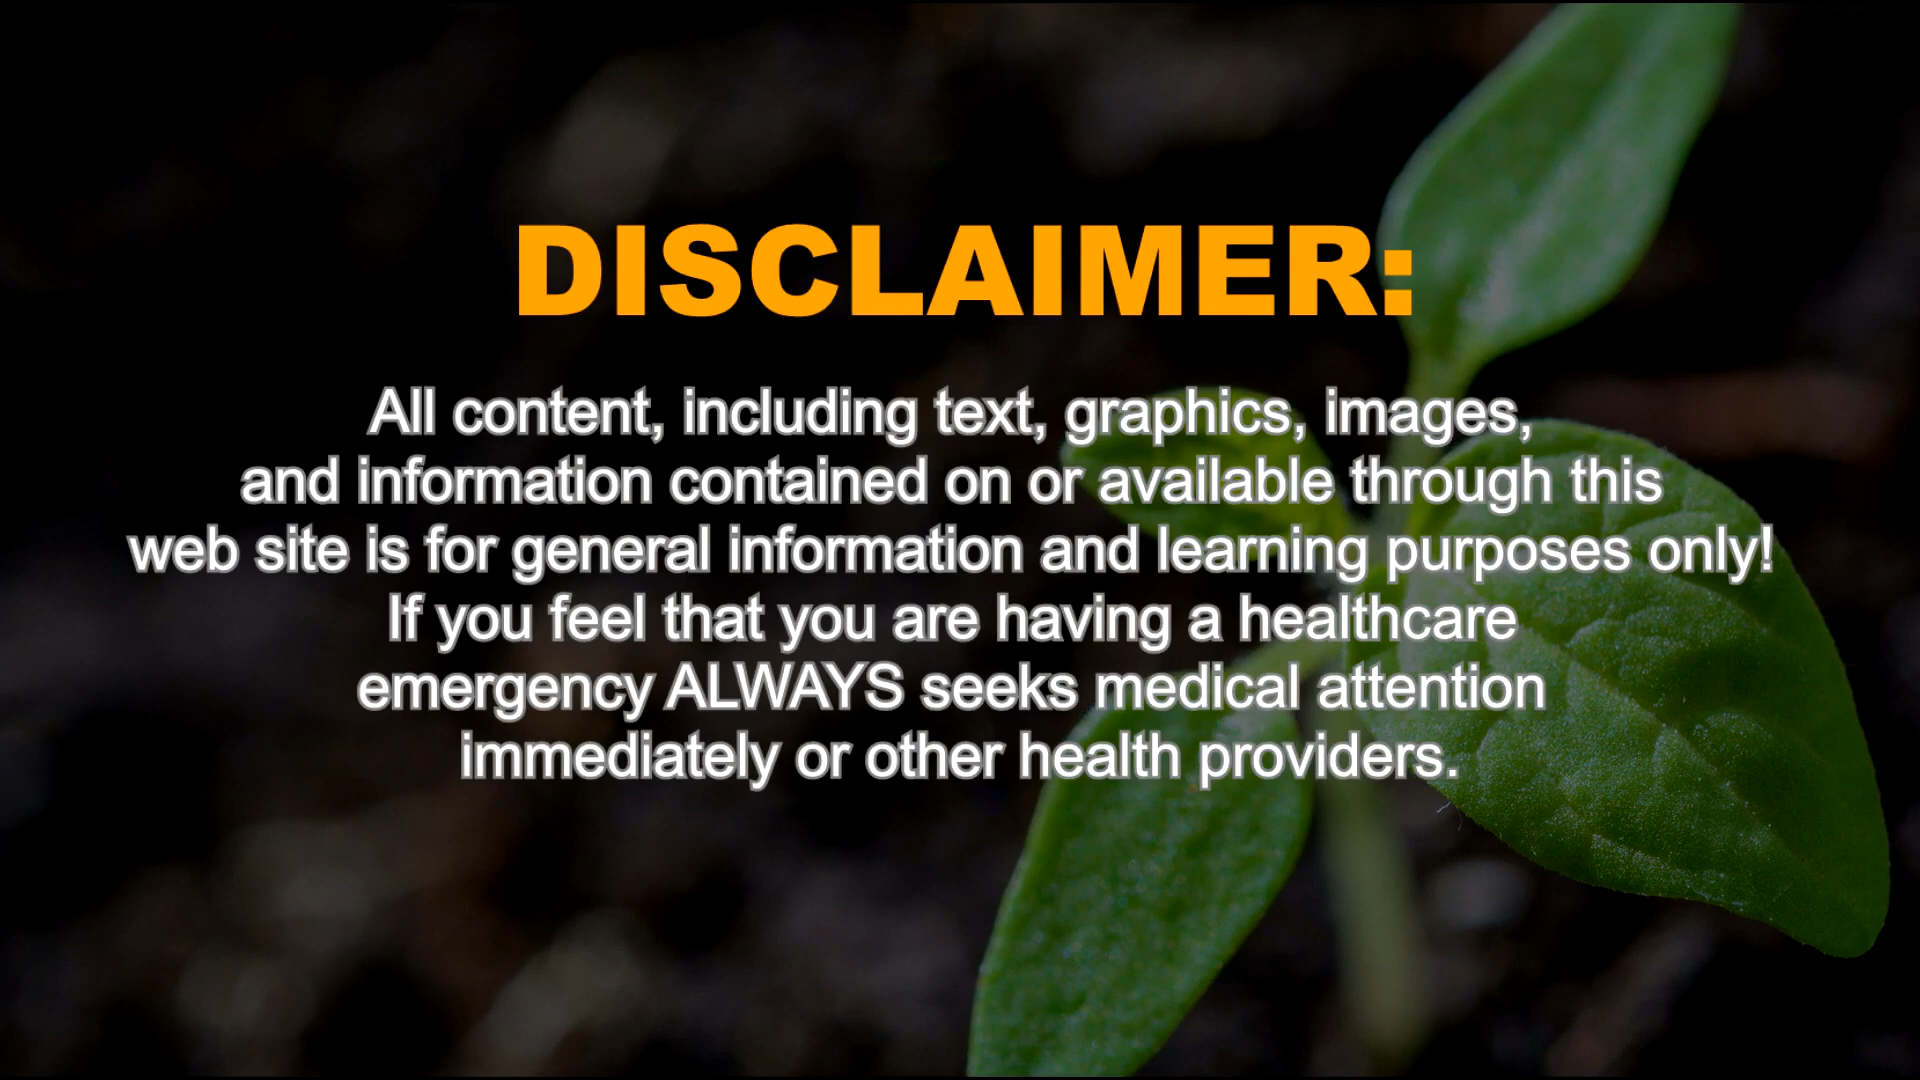 DISCLAIMER:
All content, including text, graphics, images,
and information contained on or available through this
web site is for general information and learning purposes only!
If you feel that you are having a healthcare
emergency ALWAYS seeks medical attention
immediately or other health providers.